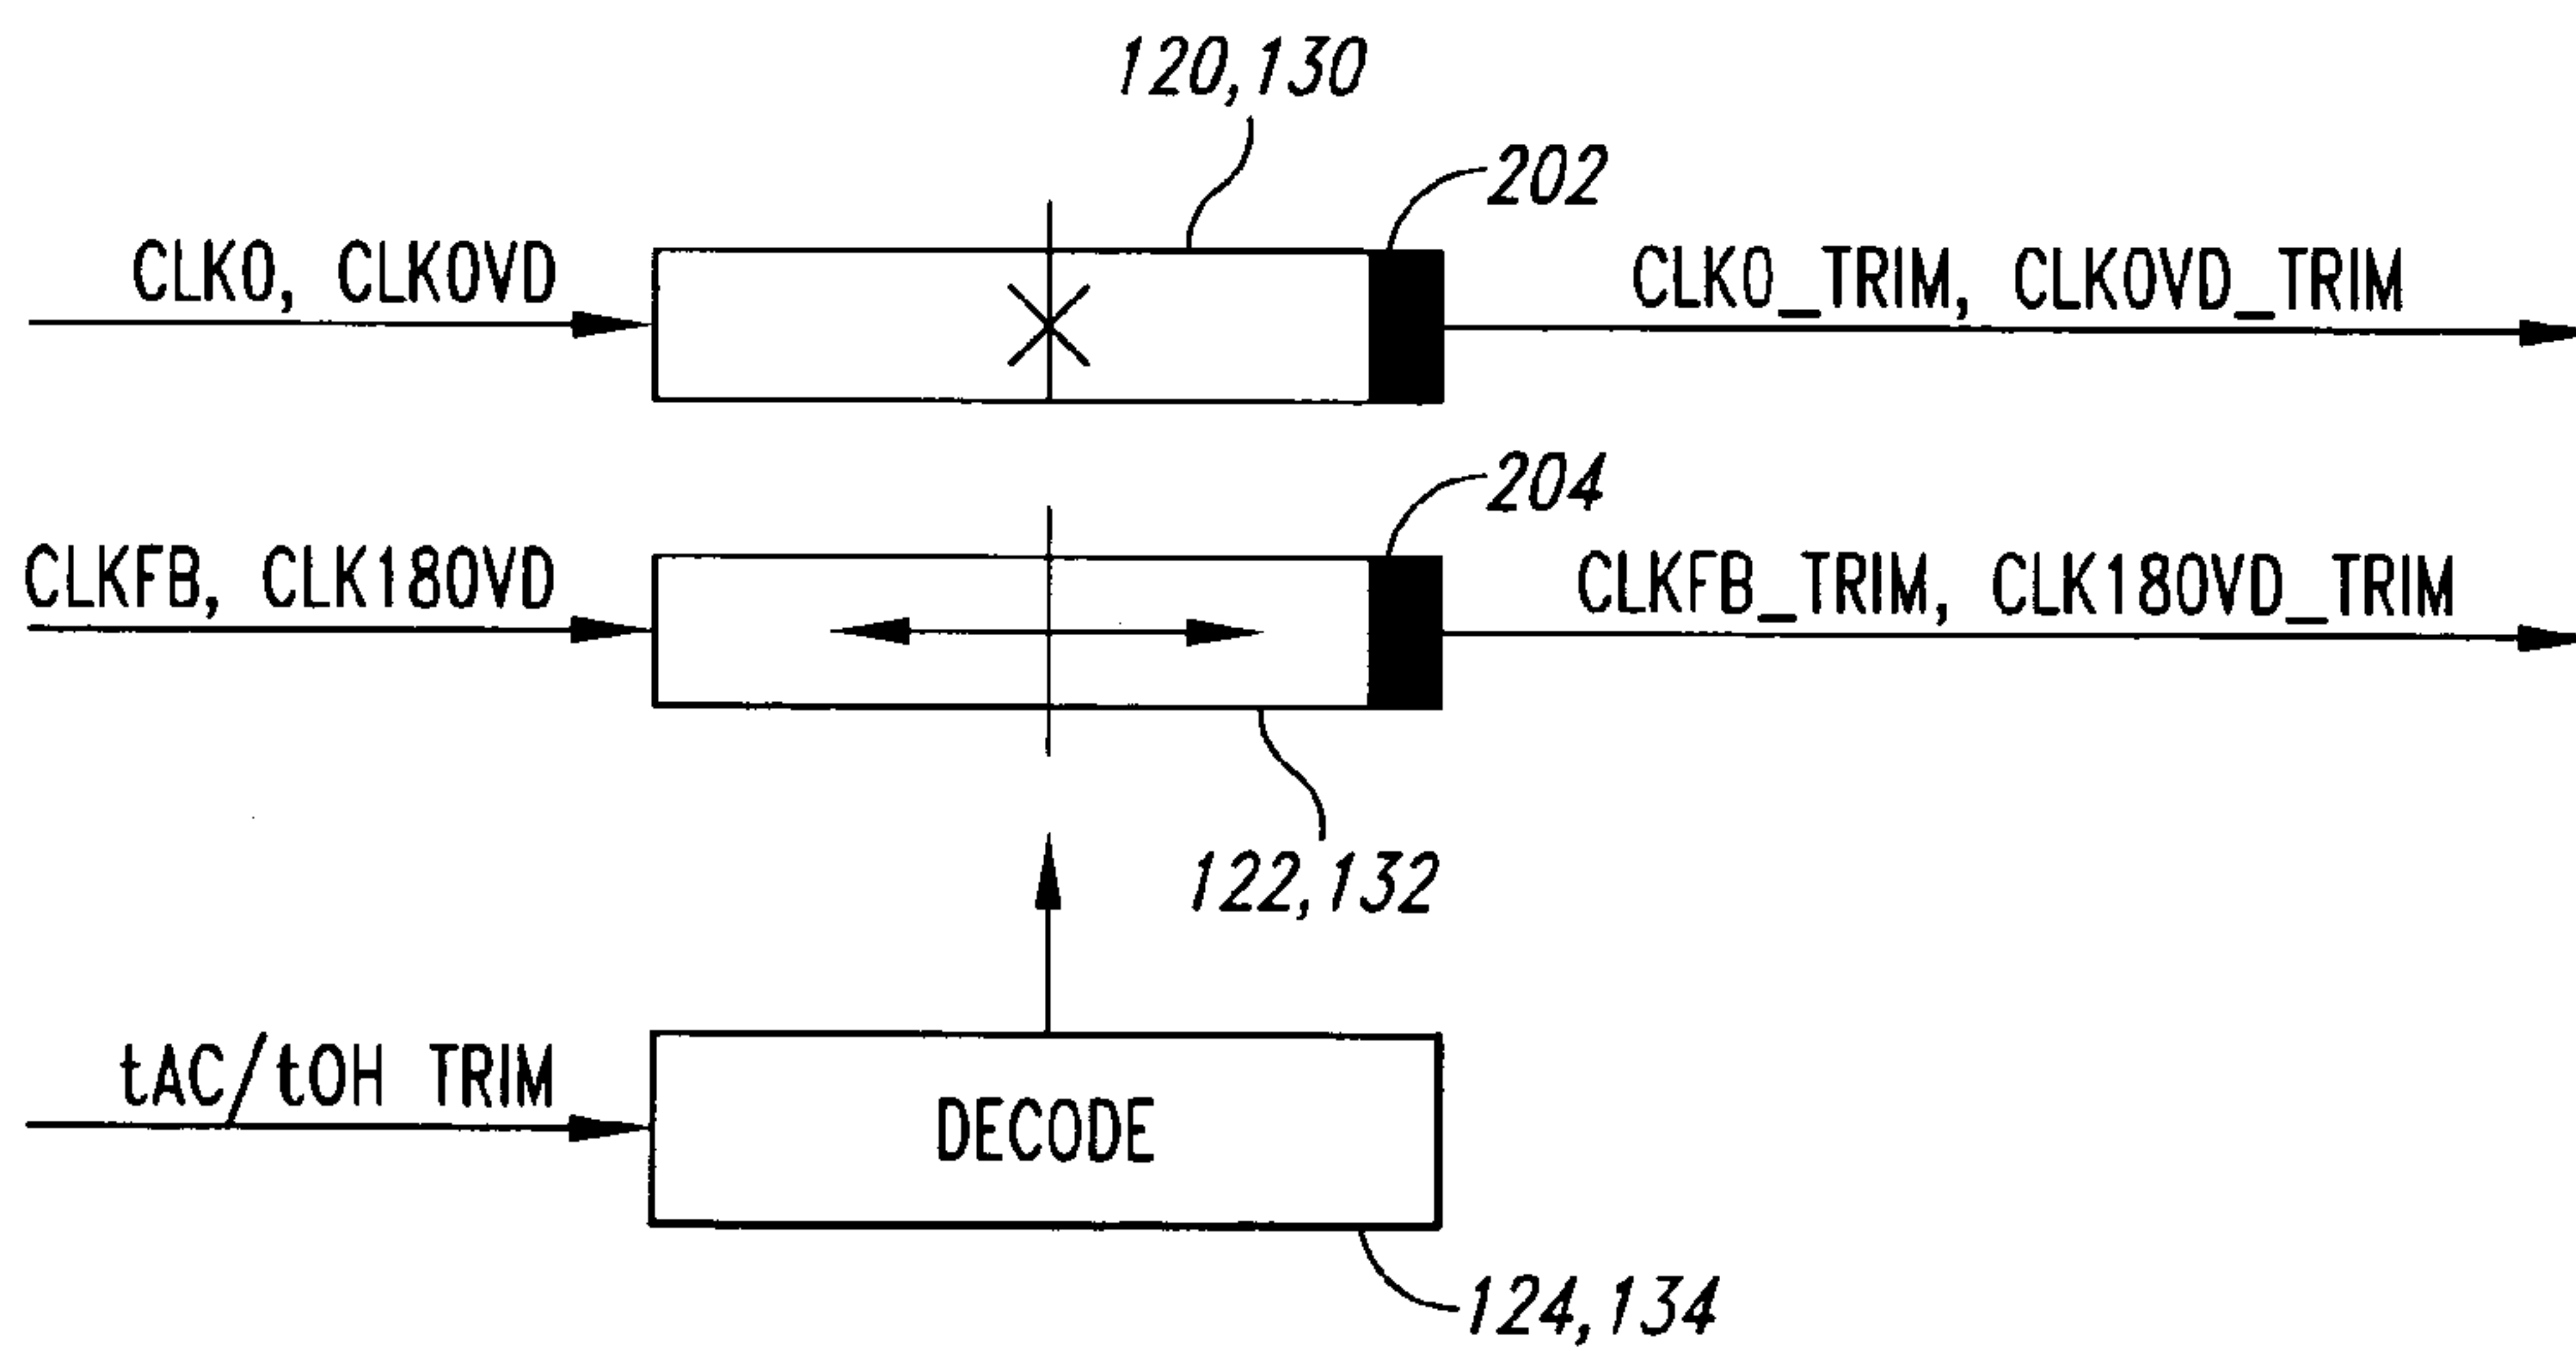 120,130
202
CLK0, CLK0VD
CLK0_TRIM, CLK0VD_TRIM
204
CLKFB, CLK180VD
CLKFB_TRIM, CLK180VD_TRIM
122,132
tAC/tOH TRIM
DECODE
124,134